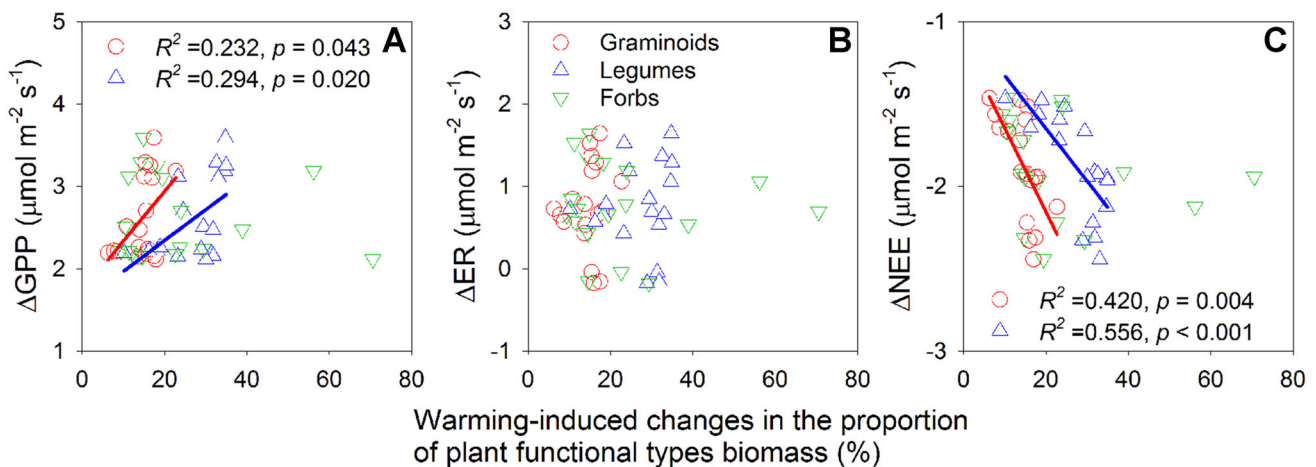 A
R² =0.232, p = 0.043
R² =0.294, p = 0.020
5
4
3
2
1
ΔGPP (μmol m⁻² s⁻¹)
0 20 40 60 80
B
Graminoids
Legumes
Forbs
3
2
1
0
-1
ΔER (μmol m⁻² s⁻¹)
0 20 40 60 80
C
-1
-2
-3
ΔNEE (μmol m⁻² s⁻¹)
R² =0.420, p = 0.004
R² =0.556, p < 0.001
0 20 40 60 80
Warming-induced changes in the proportion
of plant functional types biomass (%)